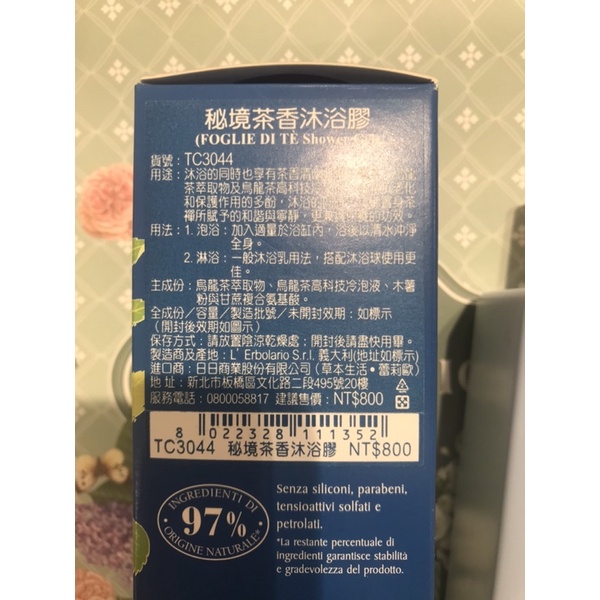 秘境茶香沐浴膠
(FOGLIE DI TÈ Shower Gel)
貨號：TC3044
用途：沐浴的同時也享有茶香清
茶萃取物及烏龍茶高科技冷
和保護作用的多酚，沐浴的
禪所賦予的和諧與寧靜，更
的功效。
用法：1. 泡浴：加入適量於浴缸內，浴後以清水沖淨
全身。
2. 淋浴：一般沐浴乳用法，搭配沐浴球使用更
佳。
主成份：烏龍茶萃取物、烏龍茶高科技冷泡液、木薯
粉與甘蔗複合氨基酸。
全成份／容量／製造批號／未開封效期：如標示
（開封後效期如圖示）
保存方式：請放置陰涼乾燥處；開封後請盡快用畢。
製造商及產地：L' Erbolario S.r.l. 義大利(地址如標示)
進口商：日日商業股份有限公司 ( 草本生活・蕾莉歐 )
地 址：新北市板橋區文化路二段495號20樓
服務電話：0800058817 建議售價：NT$800
8 022328 111352
TC3044 秘境茶香沐浴膠 NT$800
INGREDIENTI DI
97%
ORIGINE NATURALE*
Senza siliconi, parabeni,
tensioattivi solfati e
petrolati.
*La restante percentuale di
ingredienti garantisce stabilità
e gradevolezza del prodotto.